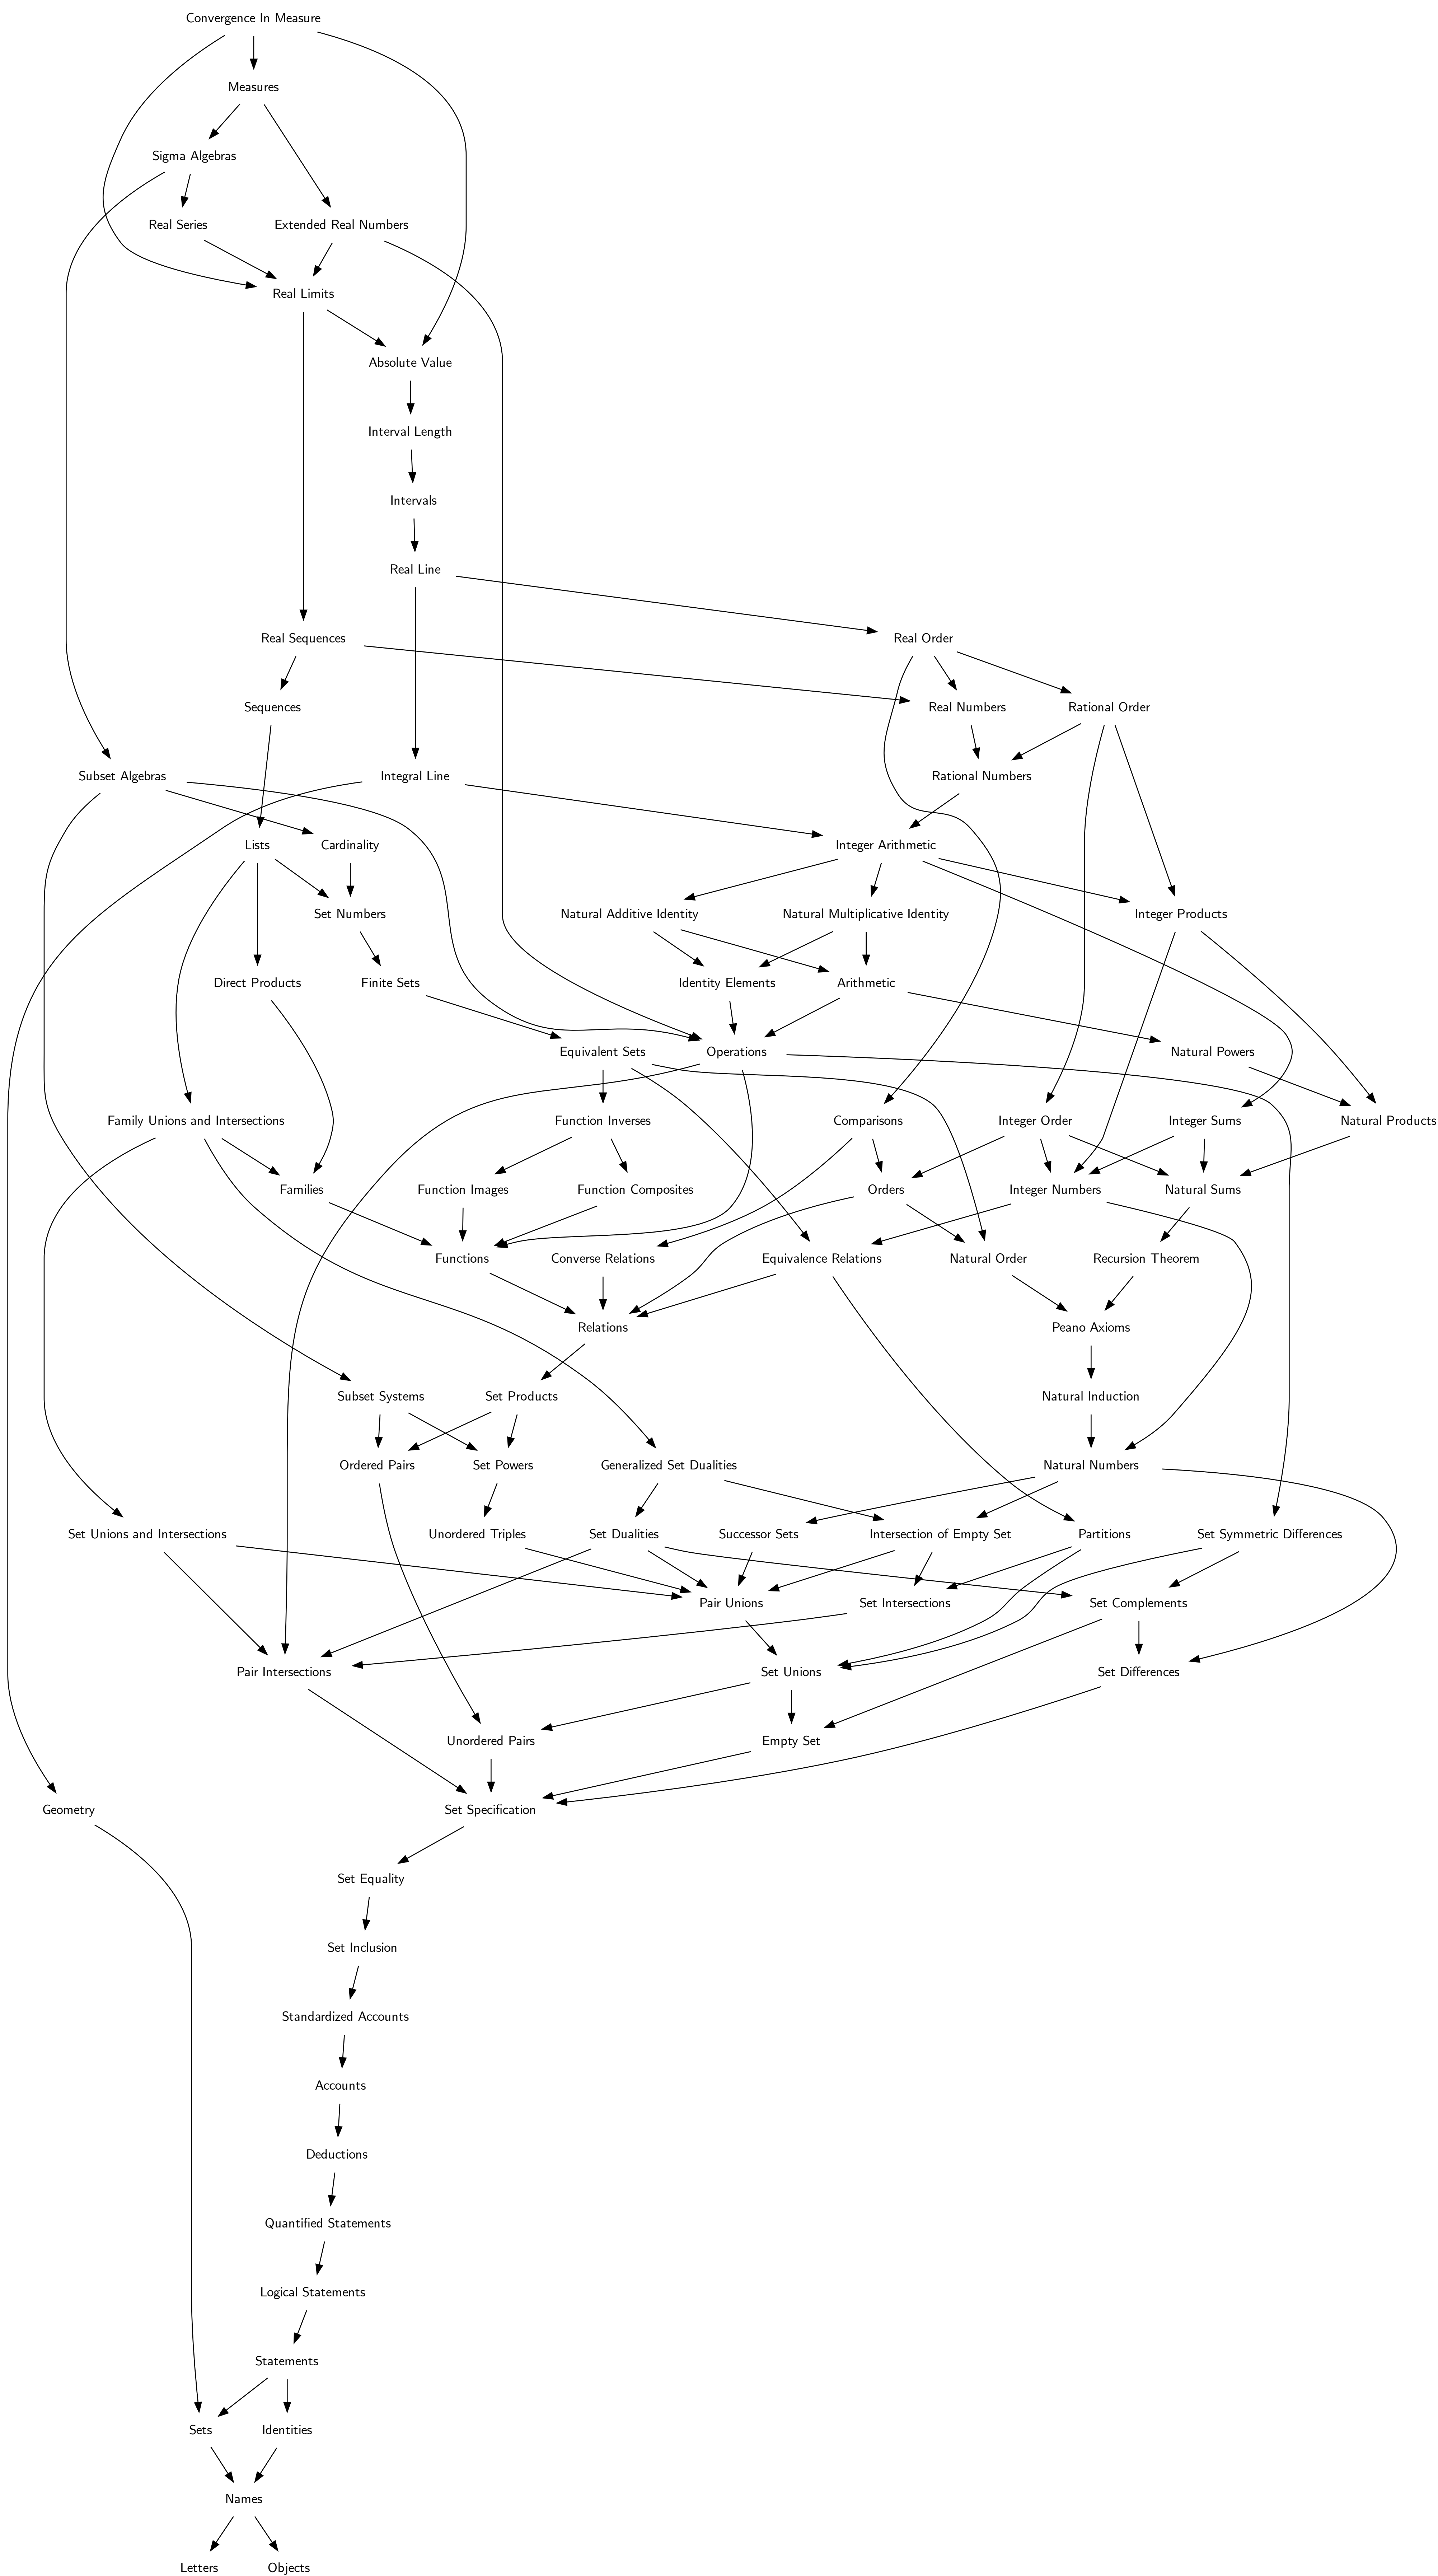 Convergence In Measure
Measures
Sigma Algebras
Real Series
Extended Real Numbers
Real Limits
Absolute Value
Interval Length
Intervals
Real Line
Real Sequences
Real Order
Sequences
Real Numbers
Rational Order
Subset Algebras
Integral Line
Rational Numbers
Lists
Cardinality
Integer Arithmetic
Set Numbers
Natural Additive Identity
Natural Multiplicative Identity
Integer Products
Direct Products
Finite Sets
Identity Elements
Arithmetic
Equivalent Sets
Operations
Natural Powers
Family Unions and Intersections
Function Inverses
Comparisons
Integer Order
Integer Sums
Natural Products
Families
Function Images
Function Composites
Orders
Integer Numbers
Natural Sums
Functions
Converse Relations
Equivalence Relations
Natural Order
Recursion Theorem
Relations
Peano Axioms
Subset Systems
Set Products
Natural Induction
Ordered Pairs
Set Powers
Generalized Set Dualities
Natural Numbers
Set Unions and Intersections
Unordered Triples
Set Dualities
Successor Sets
Intersection of Empty Set
Partitions
Set Symmetric Differences
Pair Unions
Set Intersections
Set Complements
Pair Intersections
Set Unions
Set Differences
Unordered Pairs
Empty Set
Geometry
Set Specification
Set Equality
Set Inclusion
Standardized Accounts
Accounts
Deductions
Quantified Statements
Logical Statements
Statements
Sets
Identities
Names
Letters
Objects